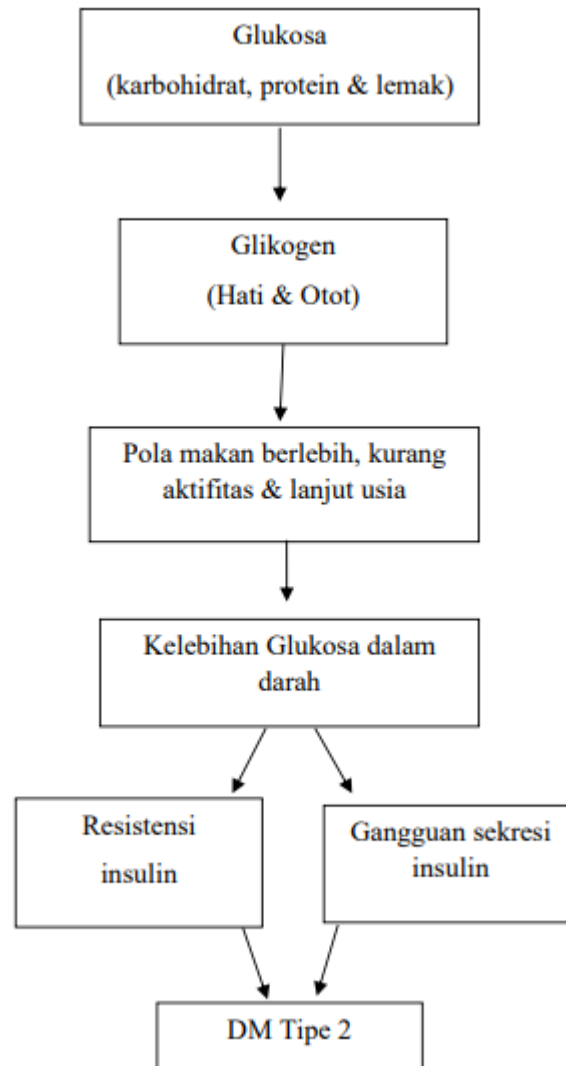 Glukosa
(karbohidrat, protein & lemak)
Glikogen
(Hati & Otot)
Pola makan berlebih, kurang
aktifitas & lanjut usia
Kelebihan Glukosa dalam
darah
Resistensi
insulin
Gangguan sekresi
insulin
DM Tipe 2